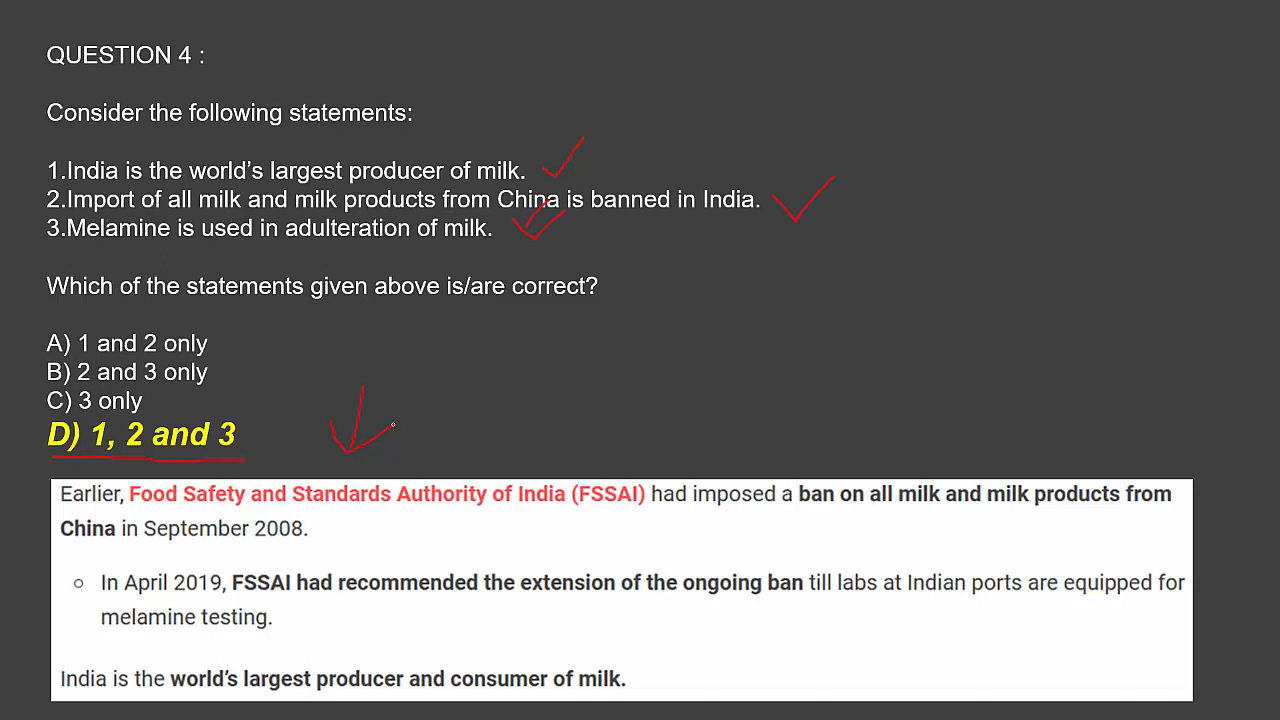 QUESTION 4 :
Consider the following statements:
1.India is the world’s largest producer of milk.
2.Import of all milk and milk products from China is banned in India.
3.Melamine is used in adulteration of milk.
Which of the statements given above is/are correct?
A) 1 and 2 only
B) 2 and 3 only
C) 3 only
D) 1, 2 and 3
Earlier, Food Safety and Standards Authority of India (FSSAI) had imposed a ban on all milk and milk products from
China in September 2008.
In April 2019, FSSAI had recommended the extension of the ongoing ban till labs at Indian ports are equipped for
melamine testing.
India is the world’s largest producer and consumer of milk.